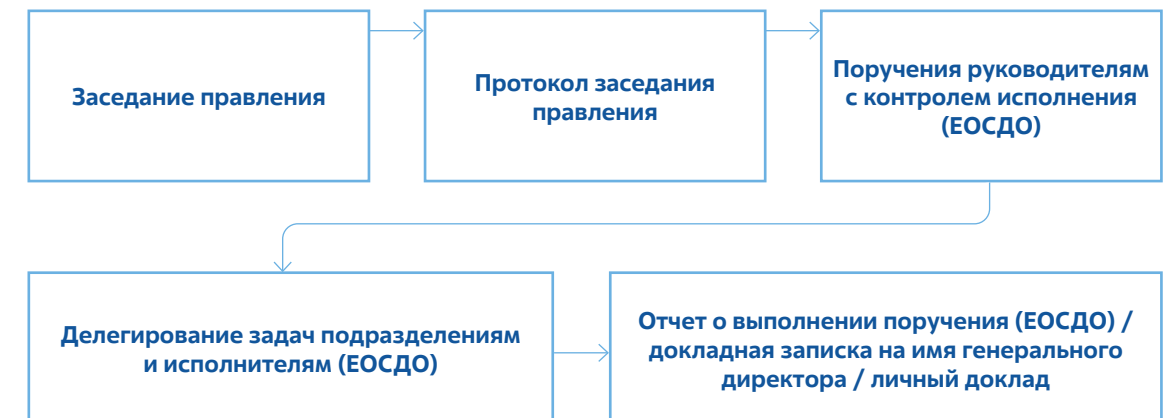 Заседание правления
Протокол заседания
правления
Поручения руководителям
с контролем исполнения
(ЕОСДО)
Делегирование задач подразделениям
и исполнителям (ЕОСДО)
Отчет о выполнении поручения (ЕОСДО) /
докладная записка на имя генерального
директора / личный доклад